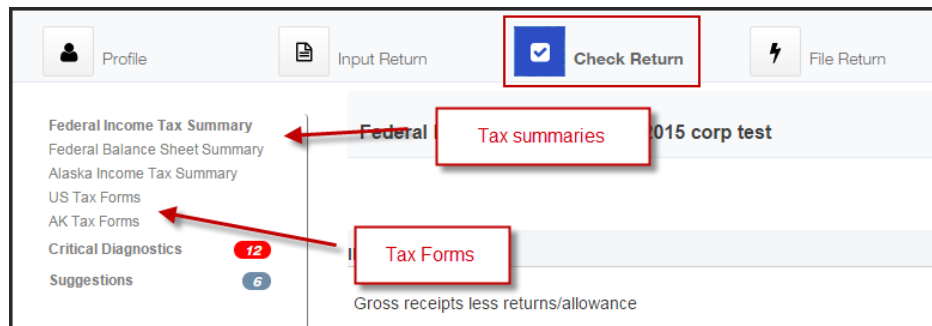 Profile
Input Return
Check Return
File Return
Federal Income Tax Summary
Federal Balance Sheet Summary
Alaska Income Tax Summary
US Tax Forms
AK Tax Forms
Critical Diagnostics 12
Suggestions 6
Federal 2015 corp test
Tax summaries
Tax Forms
Gross receipts less returns/allowance